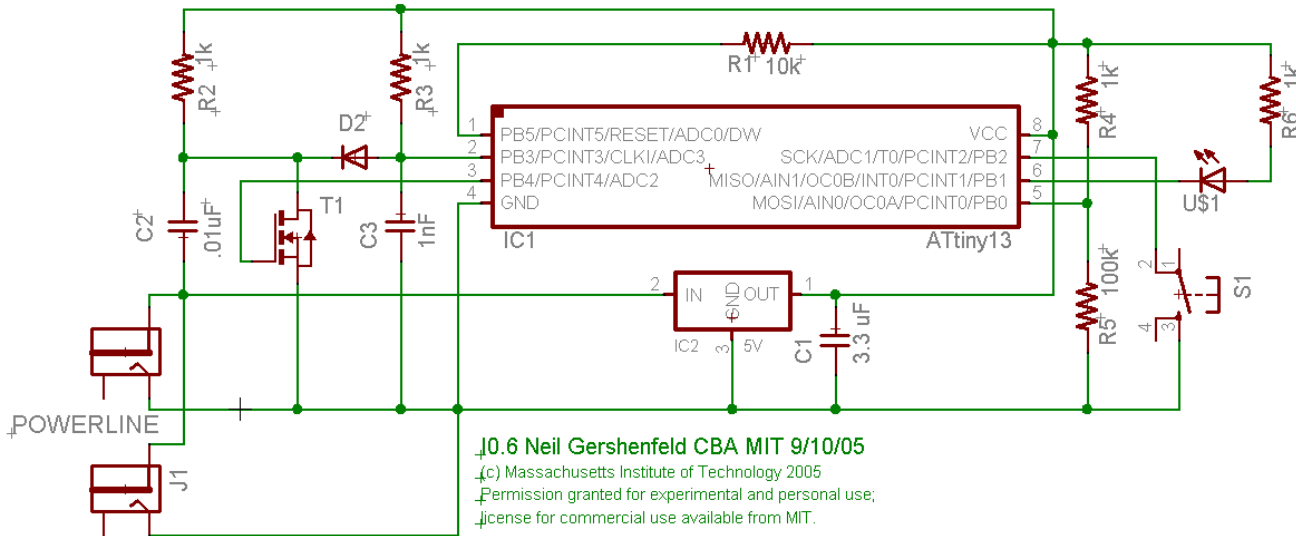 R2
1k
R3
1k
R1
10k
R4
1k
R6
1k
D2
1
PB5/PCINT5/RESET/ADC0/DW
VCC
8
2
PB3/PCINT3/CLKI/ADC3
SCK/ADC1/T0/PCINT2/PB2
7
3
PB4/PCINT4/ADC2
MISO/AIN1/OC0B/INT0/PCINT1/PB1
6
4
GND
MOSI/AIN0/OC0A/PCINT0/PB0
5
IC1
ATtiny13
U$1
C2
.01uF
T1
C3
1nF
2
IN
GND
OUT
1
IC2
3
5V
C1
3.3 uF
R5
100k
2
1
4
3
S1
POWERLINE
J1
I0.6 Neil Gershenfeld CBA MIT 9/10/05
(c) Massachusetts Institute of Technology 2005
Permission granted for experimental and personal use;
license for commercial use available from MIT.